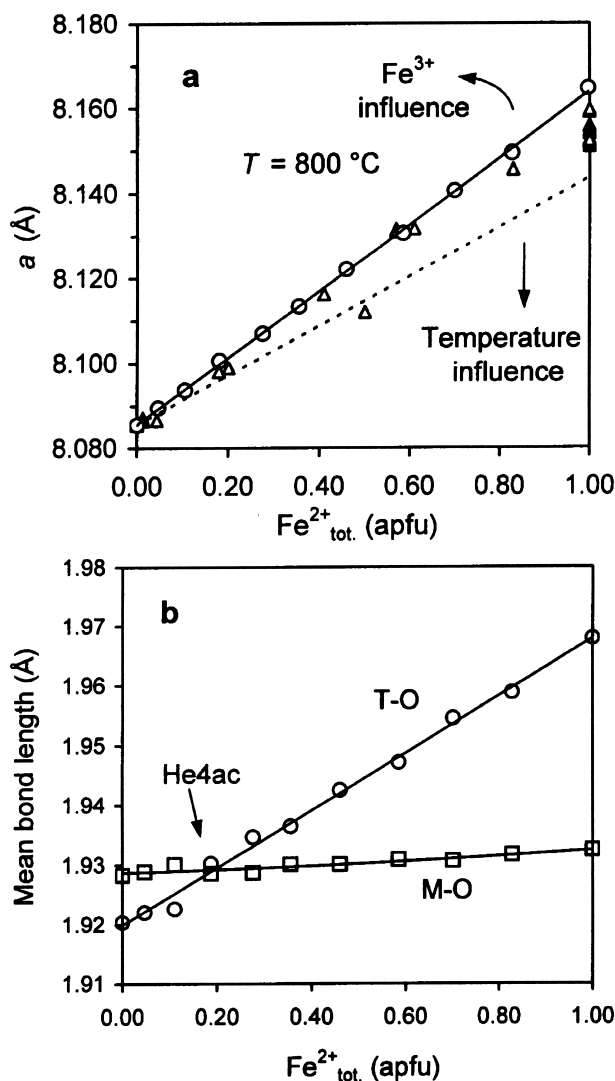 8.180
a
Fe³⁺
influence
8.160
T = 800 °C
a (Å)
8.140
8.120
Temperature
influence
8.100
8.080
0.00 0.20 0.40 0.60 0.80 1.00
Fe²⁺tot. (apfu)
1.98
b
1.97
T-O
1.96
Mean bond length (Å)
1.95
He4ac
1.94
1.93
M-O
1.92
1.91
0.00 0.20 0.40 0.60 0.80 1.00
Fe²⁺tot. (apfu)